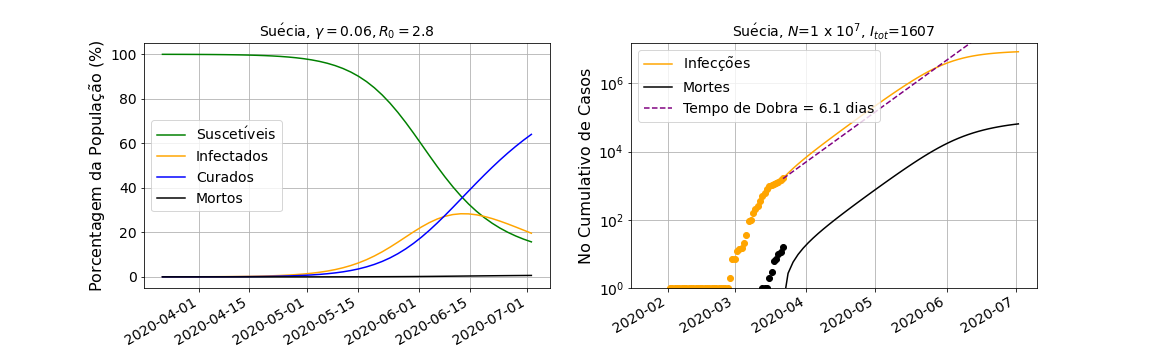 Suécia, γ = 0.06, R₀ = 2.8
Porcentagem da População (%)
100
80
60
40
20
0
Suscetíveis
Infectados
Curados
Mortos
2020-04-01
2020-04-15
2020-05-01
2020-05-15
2020-06-01
2020-06-15
2020-07-01
Suécia, N=1 x 10⁷, Iₜₒₜ=1607
No Cumulativo de Casos
10⁶
10⁴
10²
10⁰
Infecções
Mortes
Tempo de Dobra = 6.1 dias
2020-02
2020-03
2020-04
2020-05
2020-06
2020-07